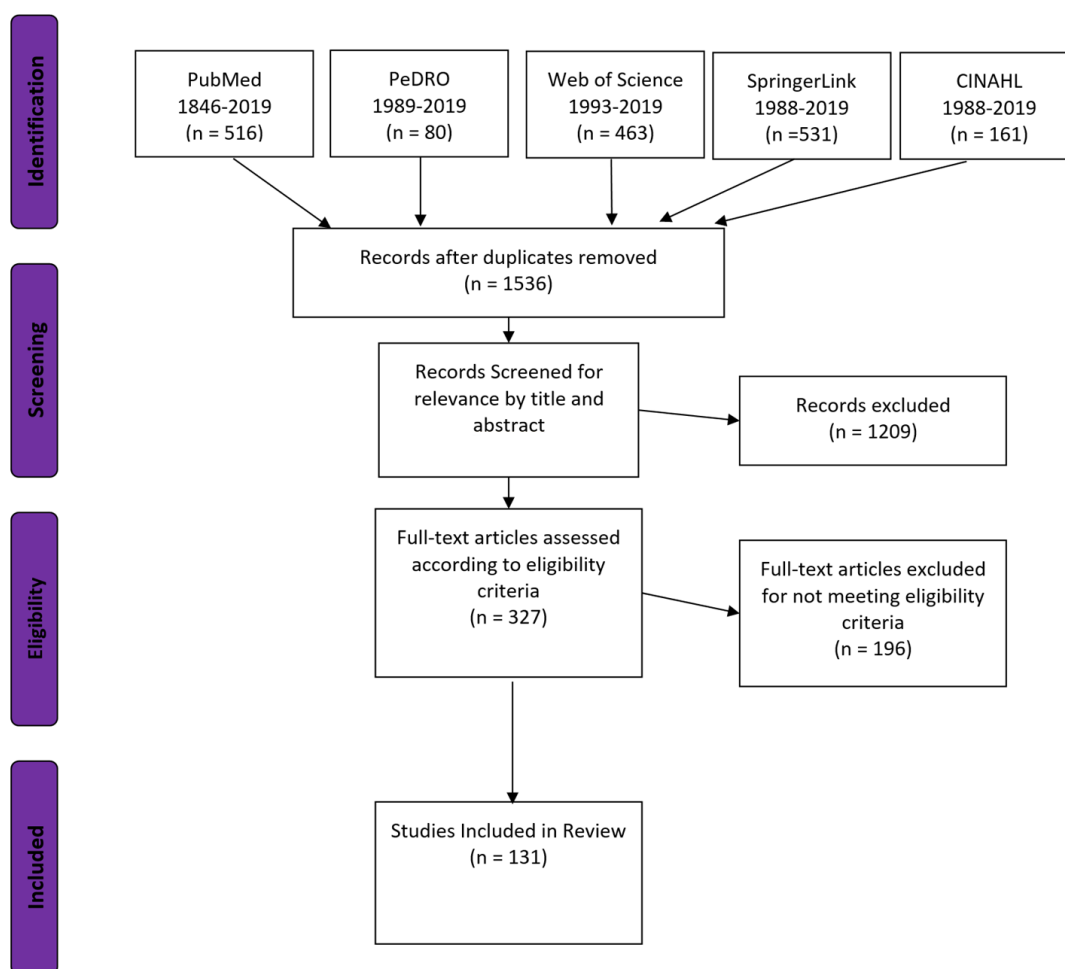 Identification
PubMed
1846-2019
(n = 516)
PeDRO
1989-2019
(n = 80)
Web of Science
1993-2019
(n = 463)
SpringerLink
1988-2019
(n =531)
CINAHL
1988-2019
(n = 161)
Records after duplicates removed
(n = 1536)
Screening
Records Screened for
relevance by title and
abstract
Records excluded
(n = 1209)
Eligibility
Full-text articles assessed
according to eligibility
criteria
(n = 327)
Full-text articles excluded
for not meeting eligibility
criteria
(n = 196)
Included
Studies Included in Review
(n = 131)